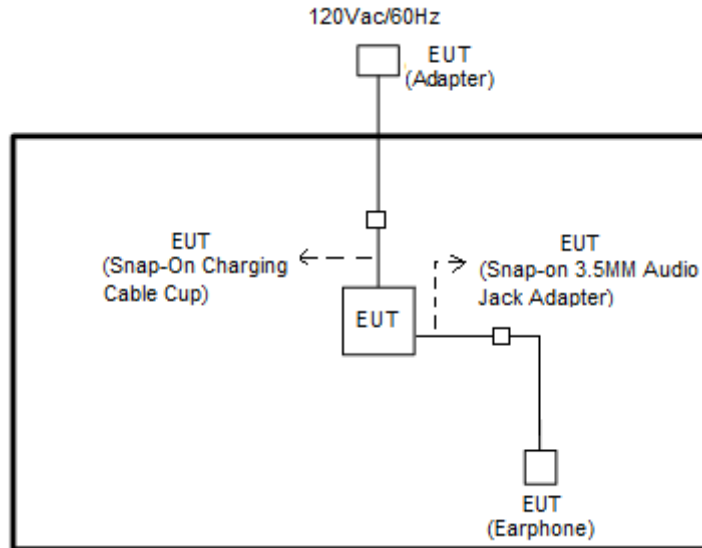 120Vac/60Hz
EUT
(Adapter)
EUT
(Snap-On Charging
Cable Cup)
EUT
(Snap-on 3.5MM Audio
Jack Adapter)
EUT
EUT
(Earphone)